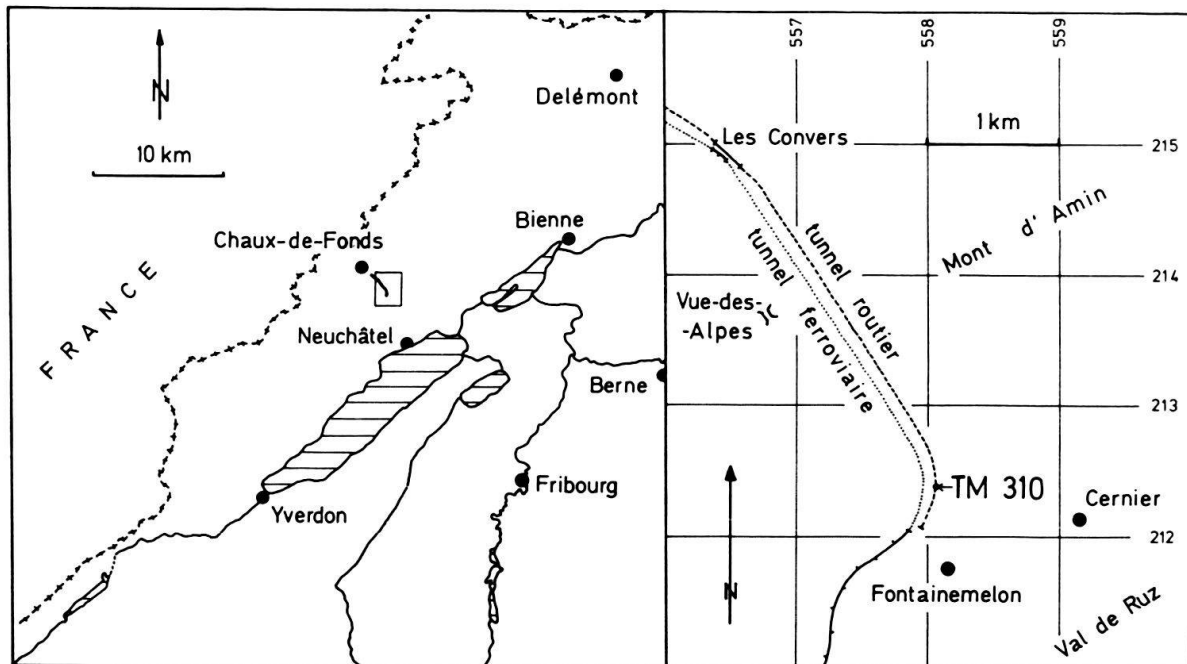 N
10 km
Delémont
Bienne
Chaux-de-Fonds
FRANCE
Neuchâtel
Berne
Fribourg
Yverdon
557
558
559
1 km
Les Convers
215
Mont d' Amin
tunnel routier
tunnel ferroviaire
214
Vue-des-
-Alpes
213
TM 310
Cernier
212
N
Fontainemelon
Val de Ruz